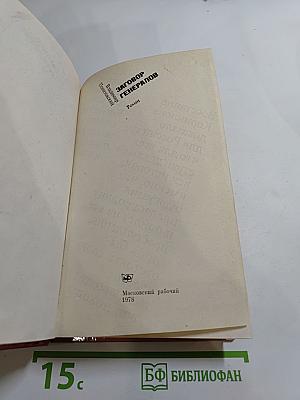 Владимир
Понизовский
ЗАГОВОР
ГЕНЕРАЛОВ
Роман
Московский рабочий
1978
15с
БФ БИБЛИОФАН